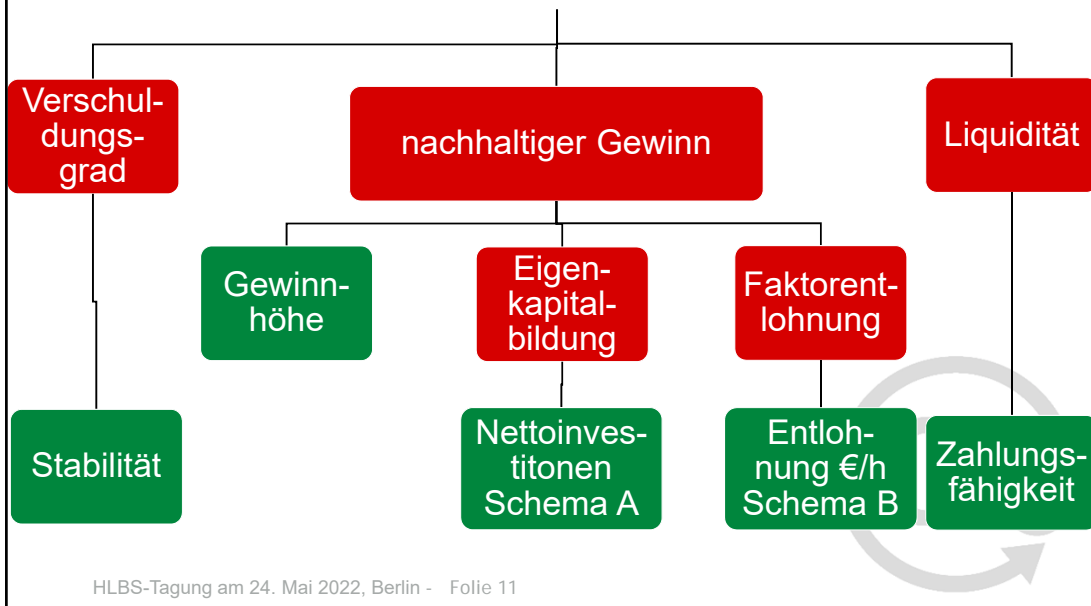 Verschul-
dungs-
grad
nachhaltiger Gewinn
Liquidität
Gewinn-
höhe
Eigen-
kapital-
bildung
Faktorent-
lohnung
Stabilität
Nettoinves-
titonen
Schema A
Entloh-
nung €/h
Schema B
Zahlungs-
fähigkeit
HLBS-Tagung am 24. Mai 2022, Berlin - Folie 11